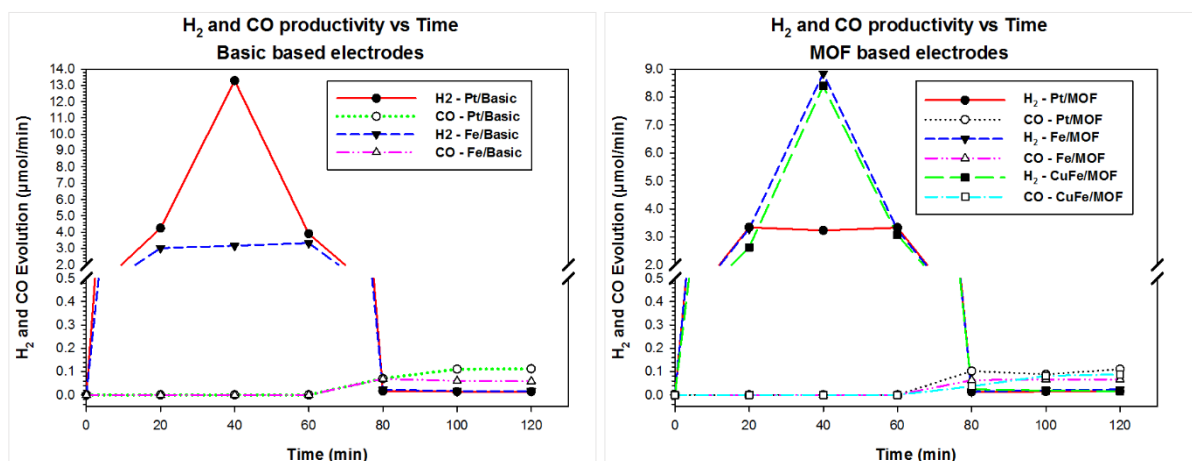 H₂ and CO productivity vs Time
Basic based electrodes
H₂ and CO Evolution (µmol/min)
14.0
13.0
12.0
11.0
10.0
9.0
8.0
7.0
6.0
5.0
4.0
3.0
2.0
0.5
0.4
0.3
0.2
0.1
0.0
H2 - Pt/Basic
CO - Pt/Basic
H2 - Fe/Basic
CO - Fe/Basic
0 20 40 60 80 100 120
Time (min)
H₂ and CO productivity vs Time
MOF based electrodes
H₂ and CO Evolution (µmol/min)
9.0
8.0
7.0
6.0
5.0
4.0
3.0
2.0
0.5
0.4
0.3
0.2
0.1
0.0
H₂ - Pt/MOF
CO - Pt/MOF
H₂ - Fe/MOF
CO - Fe/MOF
H₂ - CuFe/MOF
CO - CuFe/MOF
0 20 40 60 80 100 120
Time (min)